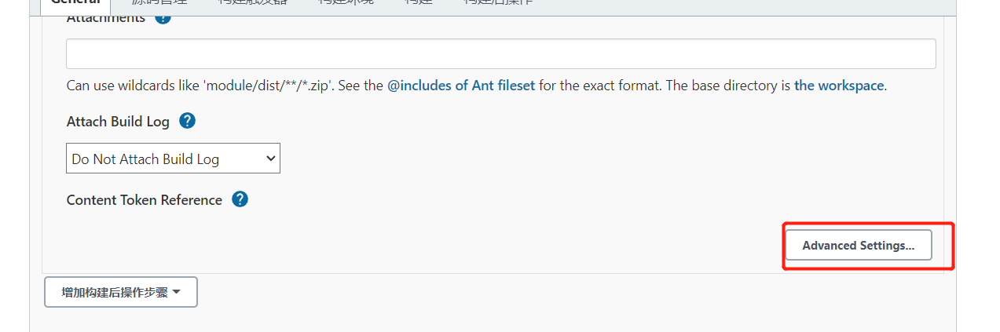 General 源码管理 构建触发器 构建环境 构建 构建后操作
Attachments
Can use wildcards like 'module/dist/**/*.zip'. See the @includes of Ant fileset for the exact format. The base directory is the workspace.
Attach Build Log
Do Not Attach Build Log
Content Token Reference
Advanced Settings...
增加构建后操作步骤